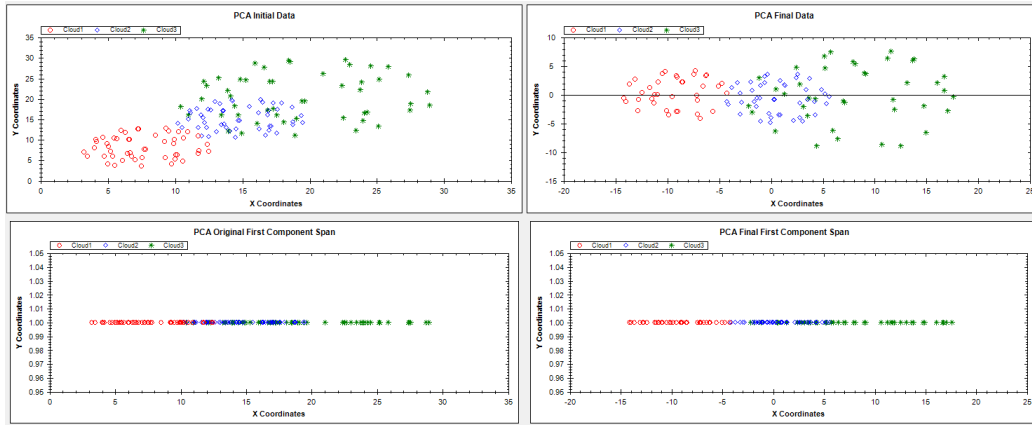 PCA Initial Data
Cloud1 Cloud2 Cloud3
35
30
25
20
15
10
5
0
Y Coordinates
0 5 10 15 20 25 30 35
X Coordinates
PCA Final Data
Cloud1 Cloud2 Cloud3
10
5
0
-5
-10
-15
Y Coordinates
-20 -15 -10 -5 0 5 10 15 20 25
X Coordinates
PCA Original First Component Span
Cloud1 Cloud2 Cloud3
1.05
1.05
1.03
1.02
1.01
1.00
0.99
0.98
0.97
0.96
0.95
Y Coordinates
0 5 10 15 20 25 30 35
X Coordinates
PCA Final First Component Span
Cloud1 Cloud2 Cloud3
1.05
1.05
1.03
1.02
1.01
1.00
0.99
0.98
0.97
0.96
0.95
Y Coordinates
-20 -15 -10 -5 0 5 10 15 20 25
X Coordinates